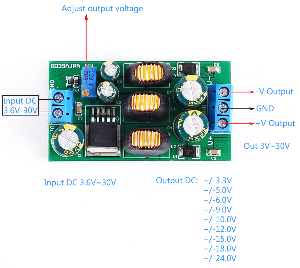 Adjust output voltage
DD39AJPA
Input DC
3.6V-30V
-V Output
GND
+V Output
Out 3V~30V
Input DC 3.6V~30V
Output DC: +/-3.3V
+/-5.0V
+/-6.0V
+/-9.0V
+/-10.0V
+/-12.0V
+/-15.0V
+/-18.0V
+/-24.0V